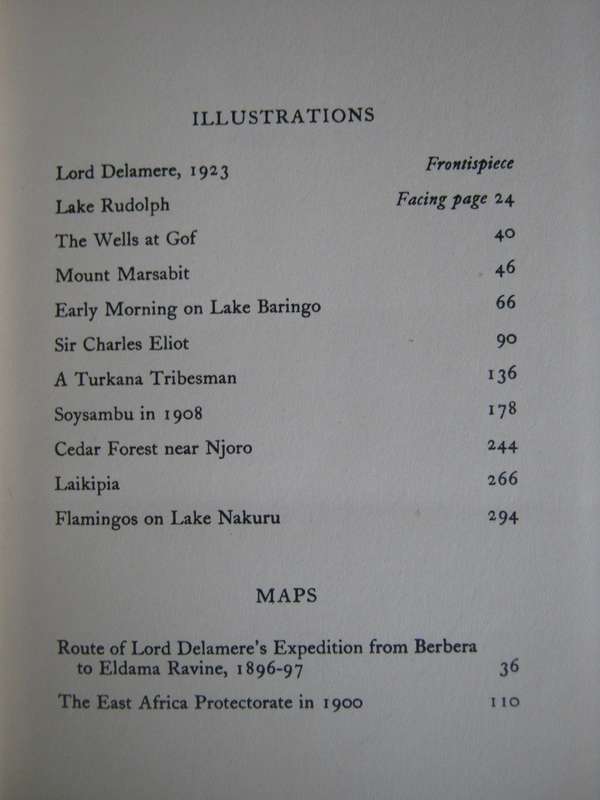 ILLUSTRATIONS
Lord Delamere, 1923 Frontispiece
Lake Rudolph Facing page 24
The Wells at Gof 40
Mount Marsabit 46
Early Morning on Lake Baringo 66
Sir Charles Eliot 90
A Turkana Tribesman 136
Soysambu in 1908 178
Cedar Forest near Njoro 244
Laikipia 266
Flamingos on Lake Nakuru 294
MAPS
Route of Lord Delamere's Expedition from Berbera
to Eldama Ravine, 1896-97 36
The East Africa Protectorate in 1900 110